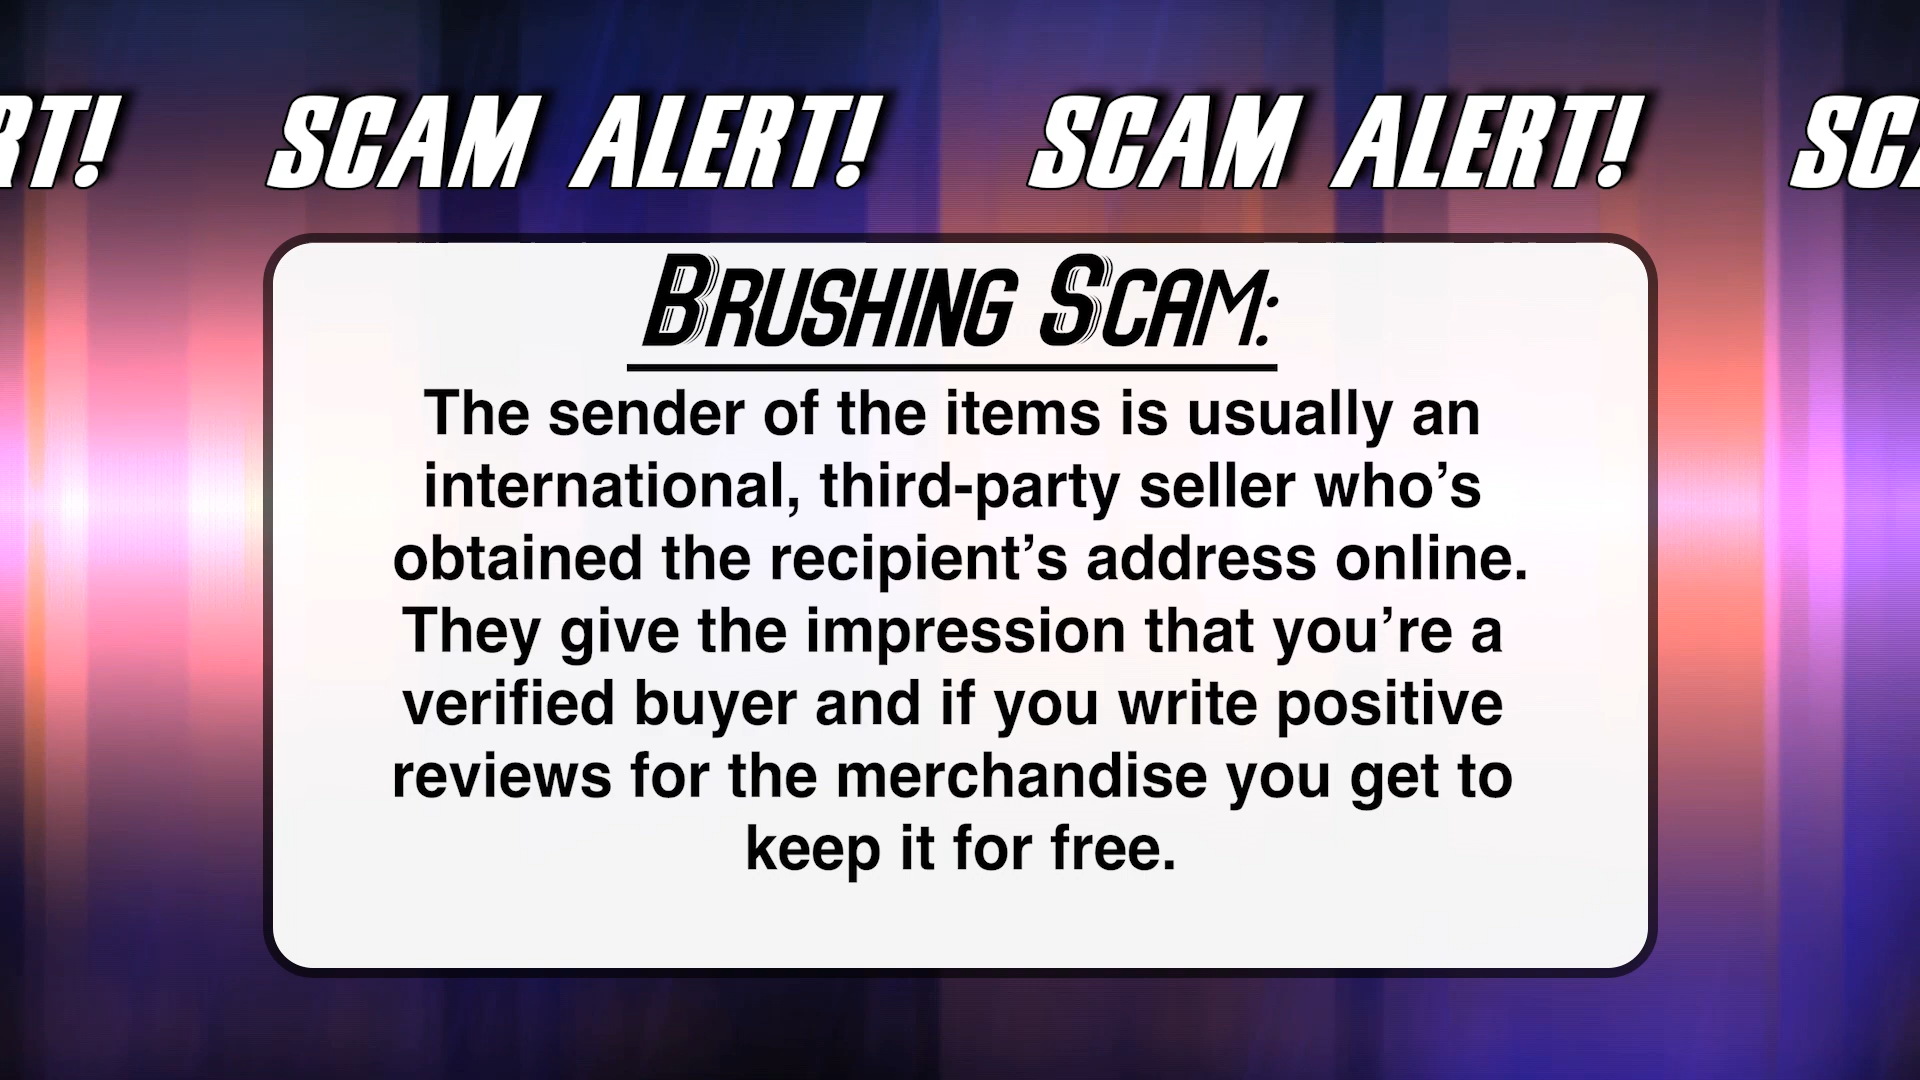 RT! SCAM ALERT! SCAM ALERT! SCA
BRUSHING SCAM:
The sender of the items is usually an
international, third-party seller who’s
obtained the recipient’s address online.
They give the impression that you’re a
verified buyer and if you write positive
reviews for the merchandise you get to
keep it for free.